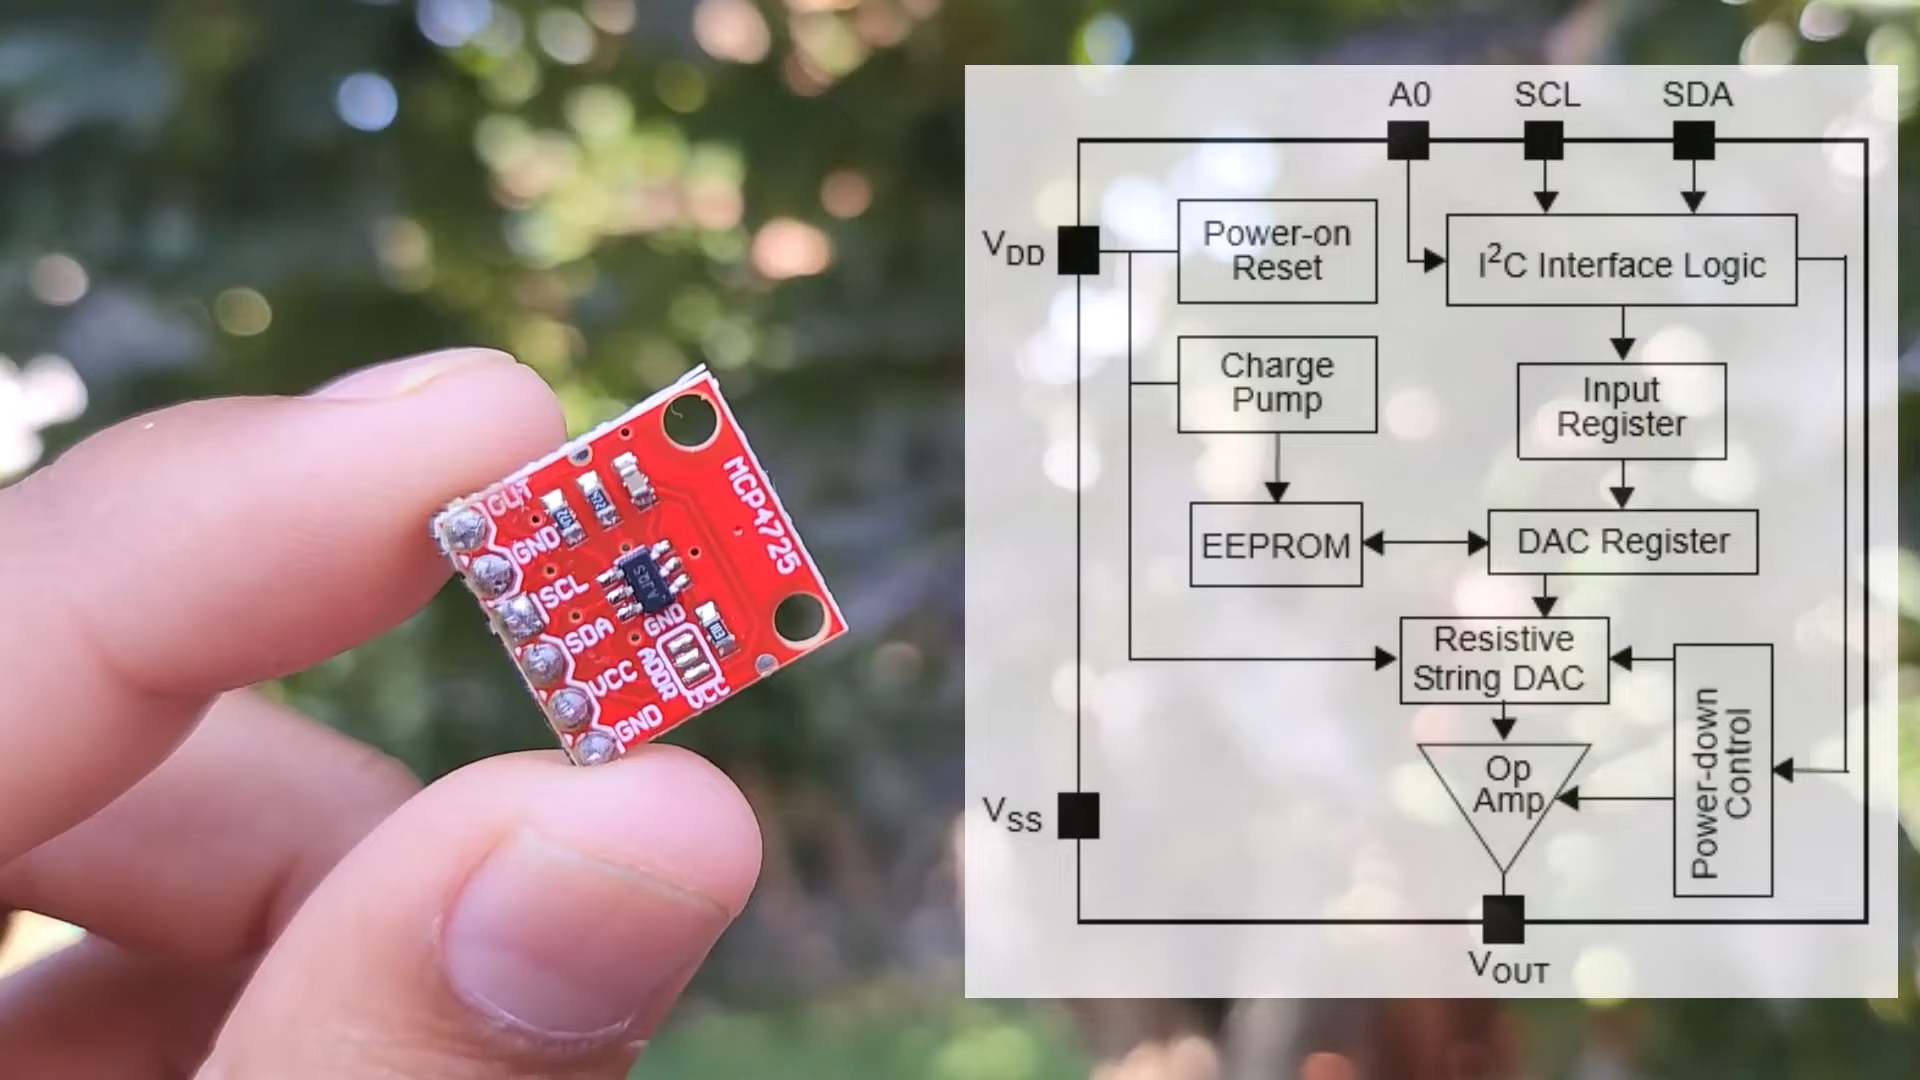 OUT
GND
SCL
SDA
VCC
GND
MCP4725
GND
ADDR
VCC
A0
SCL
SDA
VDD
Power-on
Reset
I²C Interface Logic
Charge
Pump
Input
Register
EEPROM
DAC Register
Resistive
String DAC
Op
Amp
Power-down
Control
VSS
VOUT